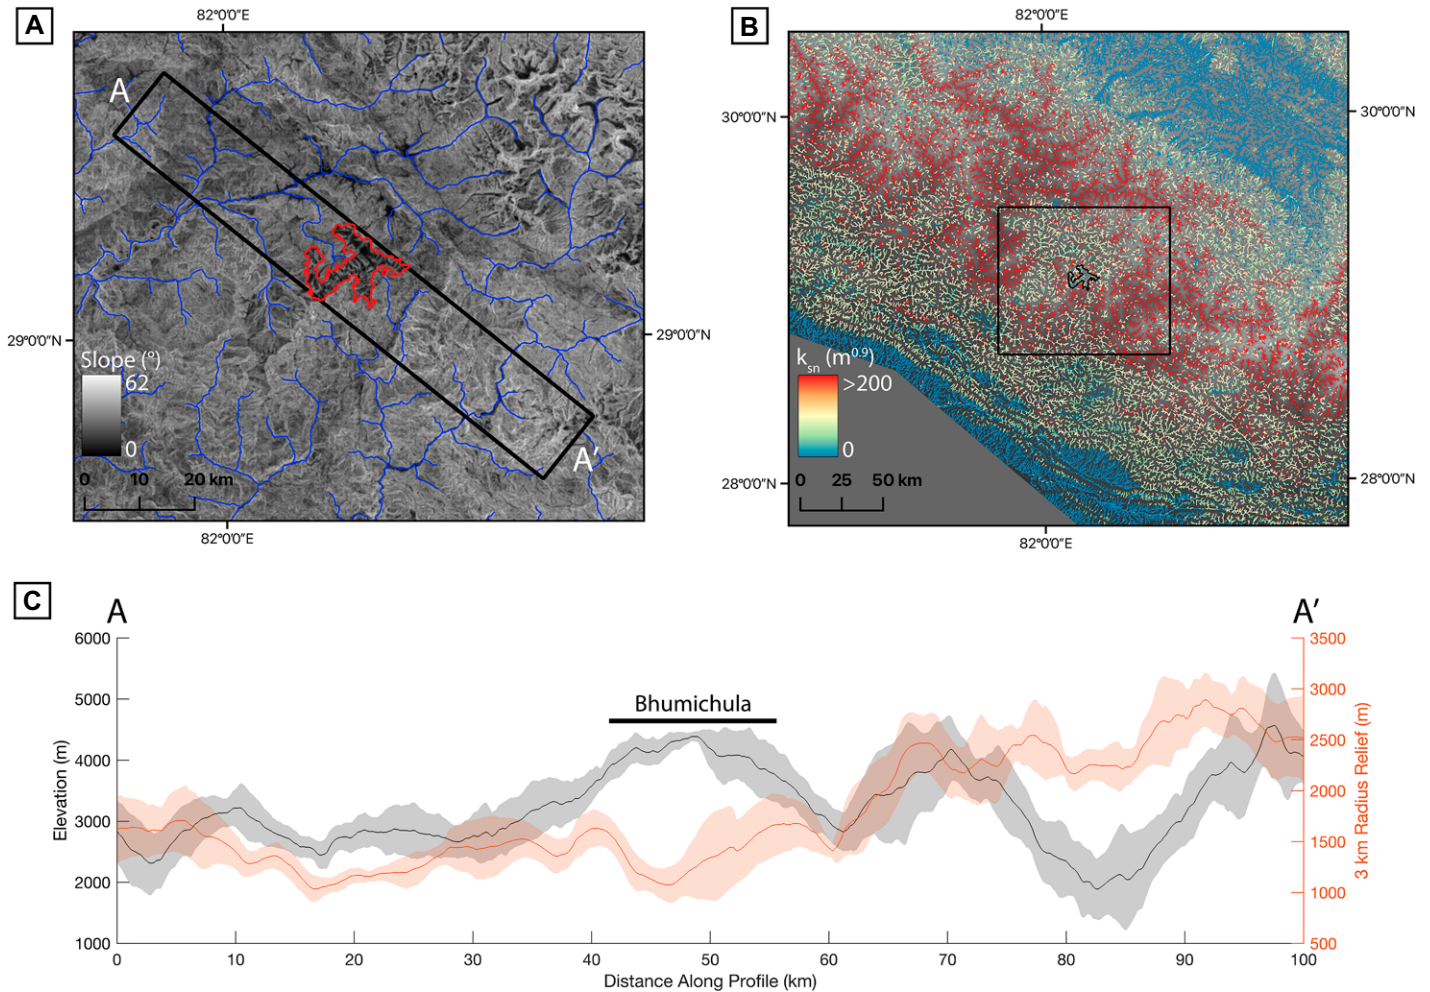 A
82°0'0"E
A
29°0'0"N
29°0'0"N
Slope (°)
62
0
0 10 20 km
A'
82°0'0"E
B
82°0'0"E
30°0'0"N
30°0'0"N
k_sn (m^0.9)
>200
0
28°0'0"N
28°0'0"N
0 25 50 km
82°0'0"E
C
A
A'
6000
5000
4000
3000
2000
1000
Elevation (m)
Bhumichula
3500
3000
2500
2000
1500
1000
500
3 km Radius Relief (m)
0 10 20 30 40 50 60 70 80 90 100
Distance Along Profile (km)